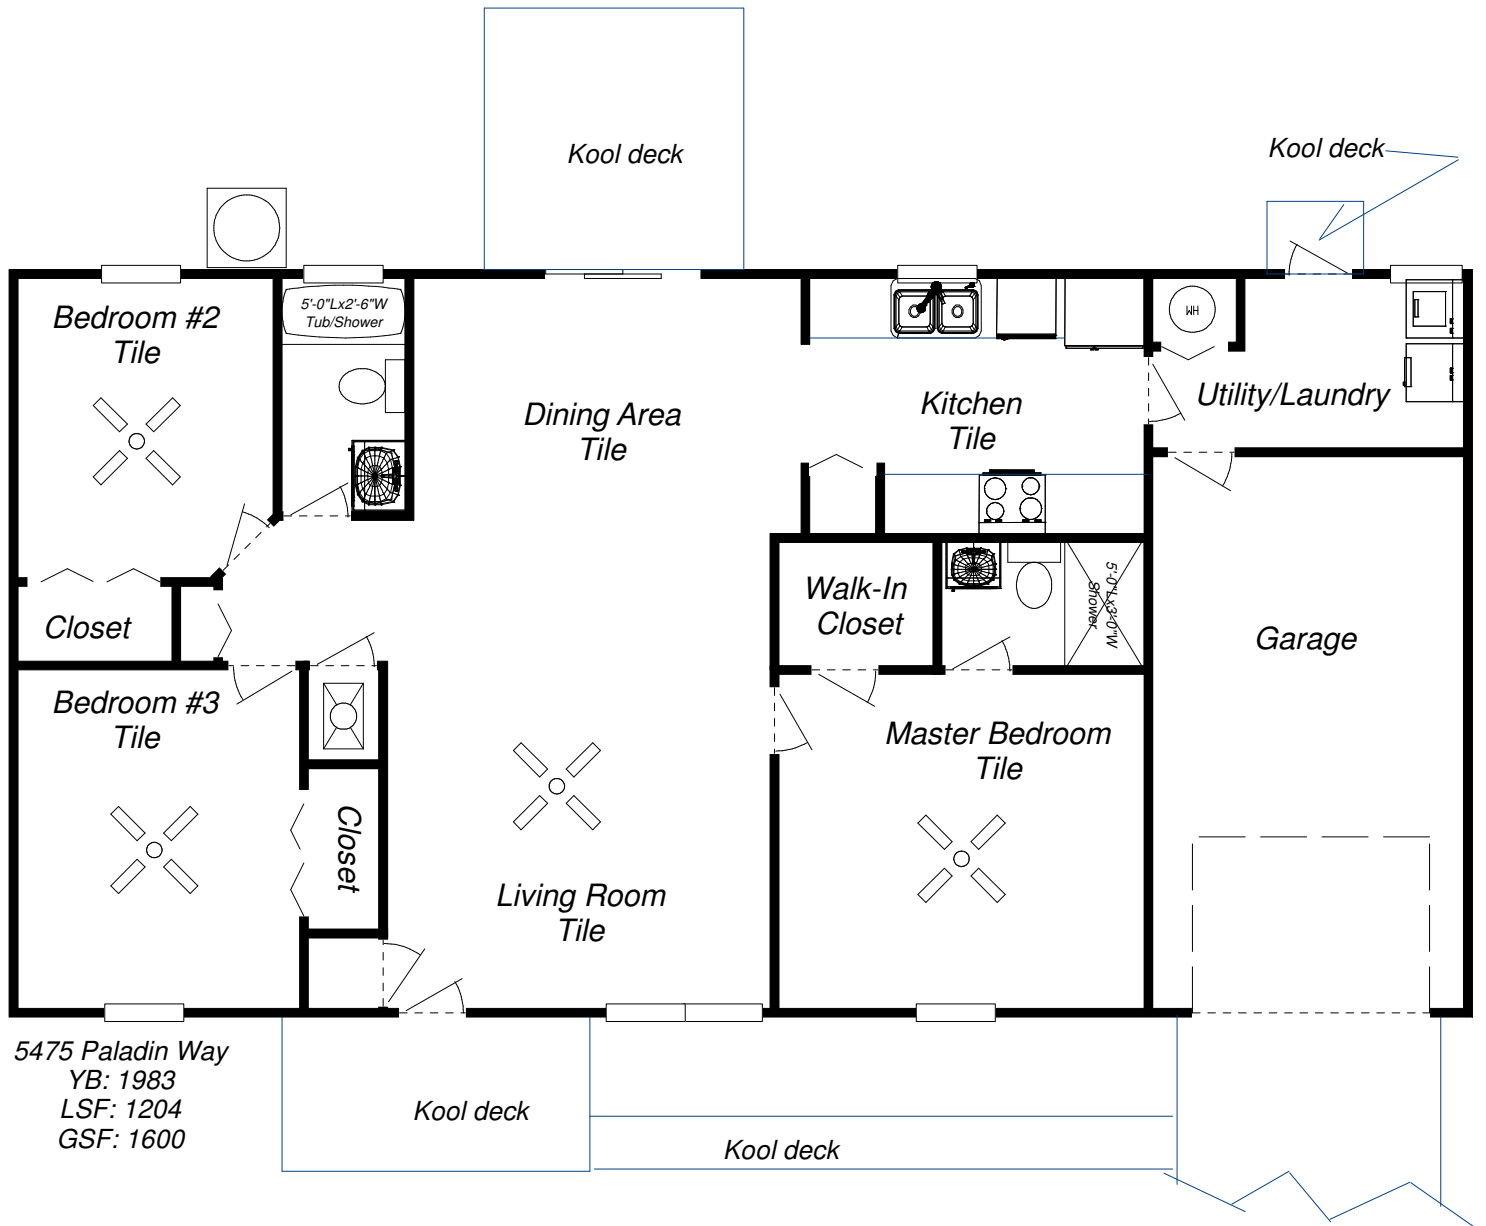 Kool deck
Kool deck
Bedroom #2
Tile
5'-0"Lx2'-6"W
Tub/Shower
WH
Dining Area
Tile
Kitchen
Tile
Utility/Laundry
Closet
Walk-In
Closet
5'-0"Lx3'-0"W
Shower
Garage
Bedroom #3
Tile
Master Bedroom
Tile
Closet
Living Room
Tile
5475 Paladin Way
YB: 1983
LSF: 1204
GSF: 1600
Kool deck
Kool deck